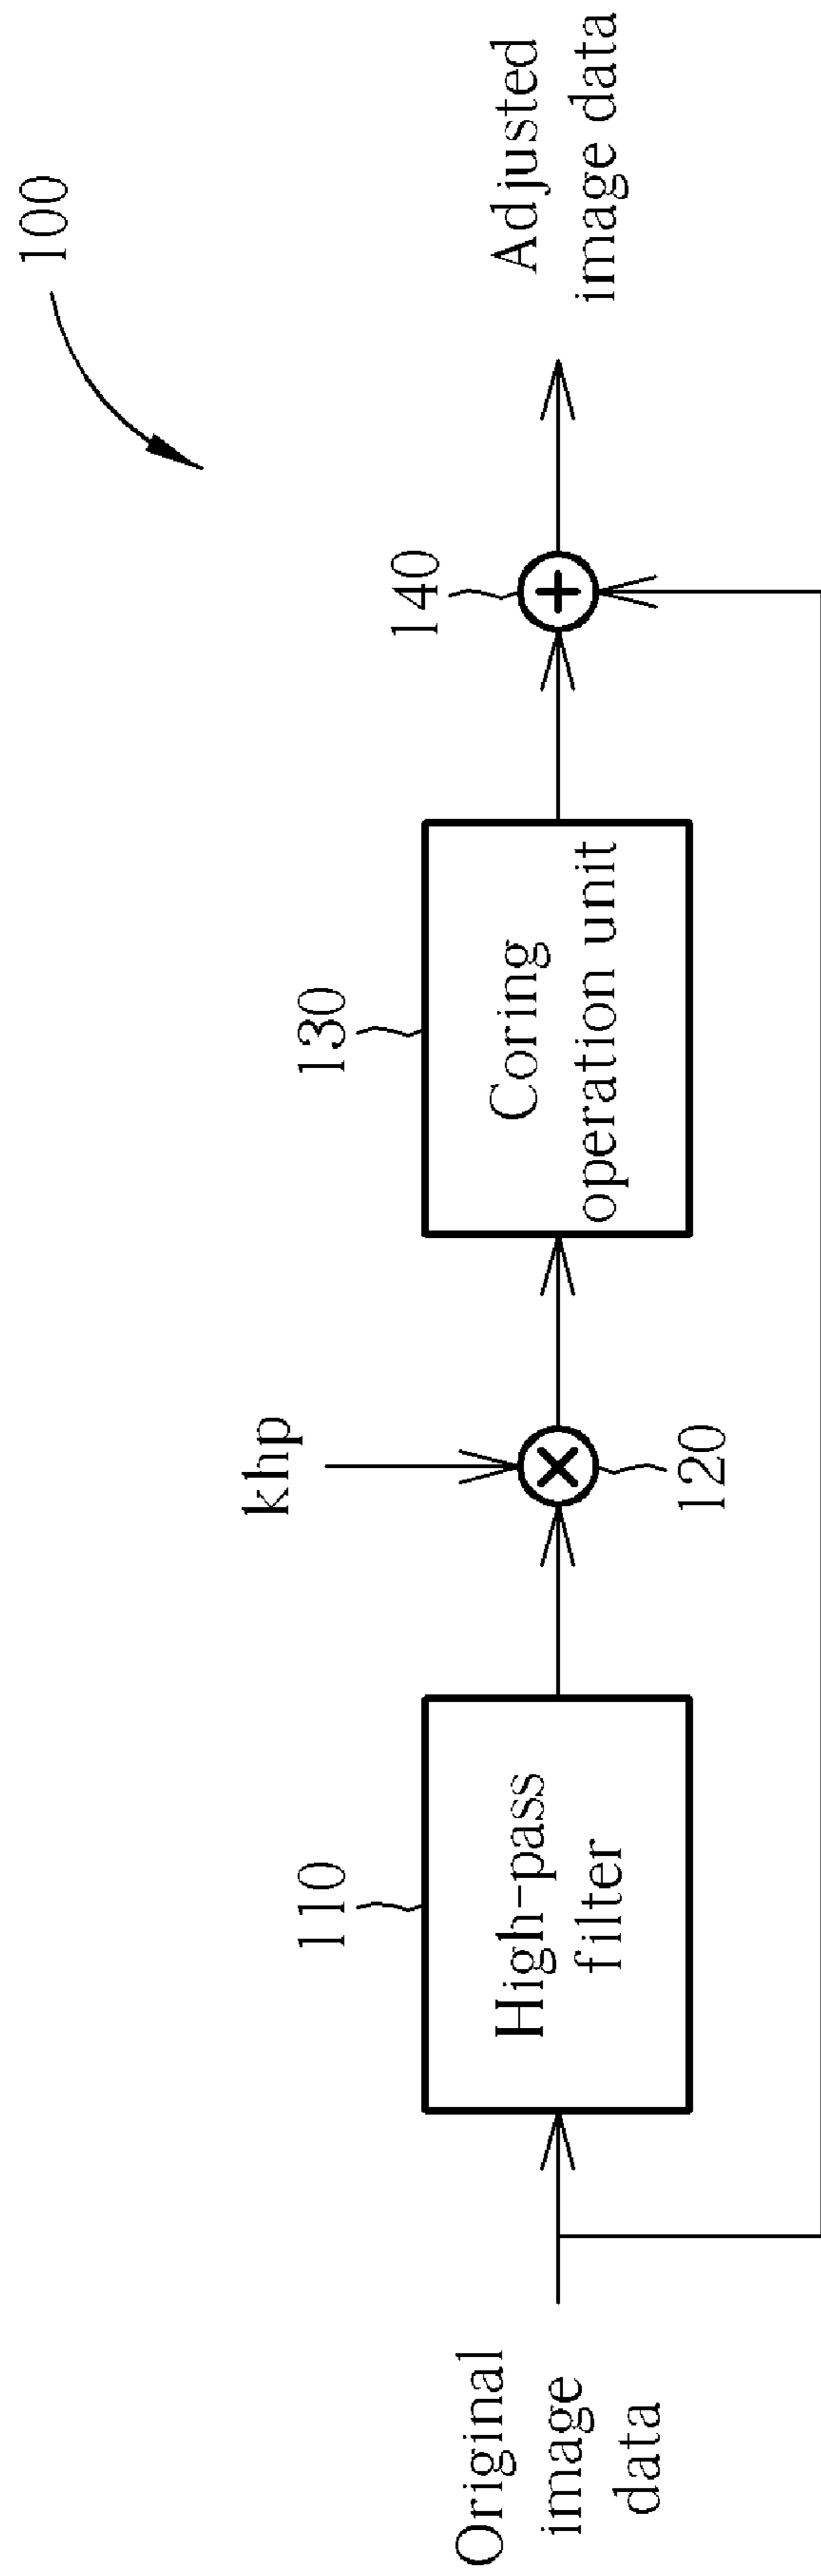 100
Original
image
data
110
High-pass
filter
khp
120
130
Coring
operation unit
140
Adjusted
image data